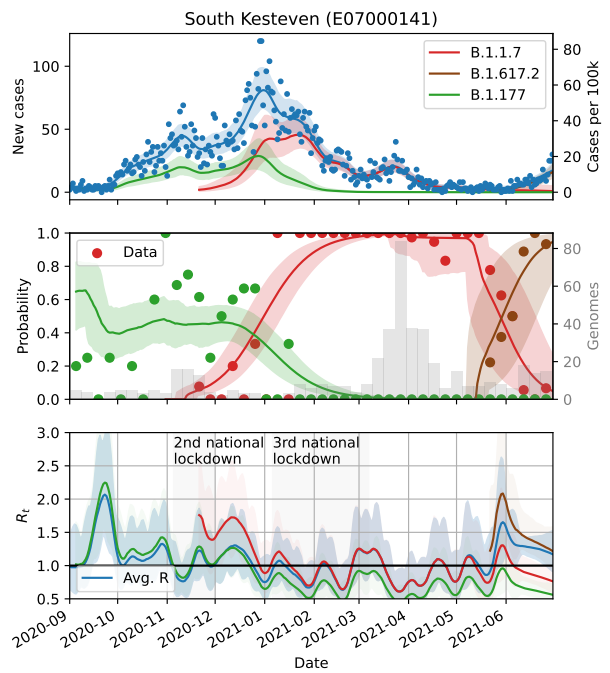 South Kesteven (E07000141)
New cases
100
50
0
B.1.1.7
B.1.617.2
B.1.177
80
60
40
20
0
Cases per 100k
Probability
1.0
0.8
0.6
0.4
0.2
0.0
Data
80
60
40
20
0
Genomes
R_t
3.0
2.5
2.0
1.5
1.0
0.5
2nd national
lockdown
3rd national
lockdown
Avg. R
2020-09
2020-10
2020-11
2020-12
2021-01
2021-02
2021-03
2021-04
2021-05
2021-06
Date